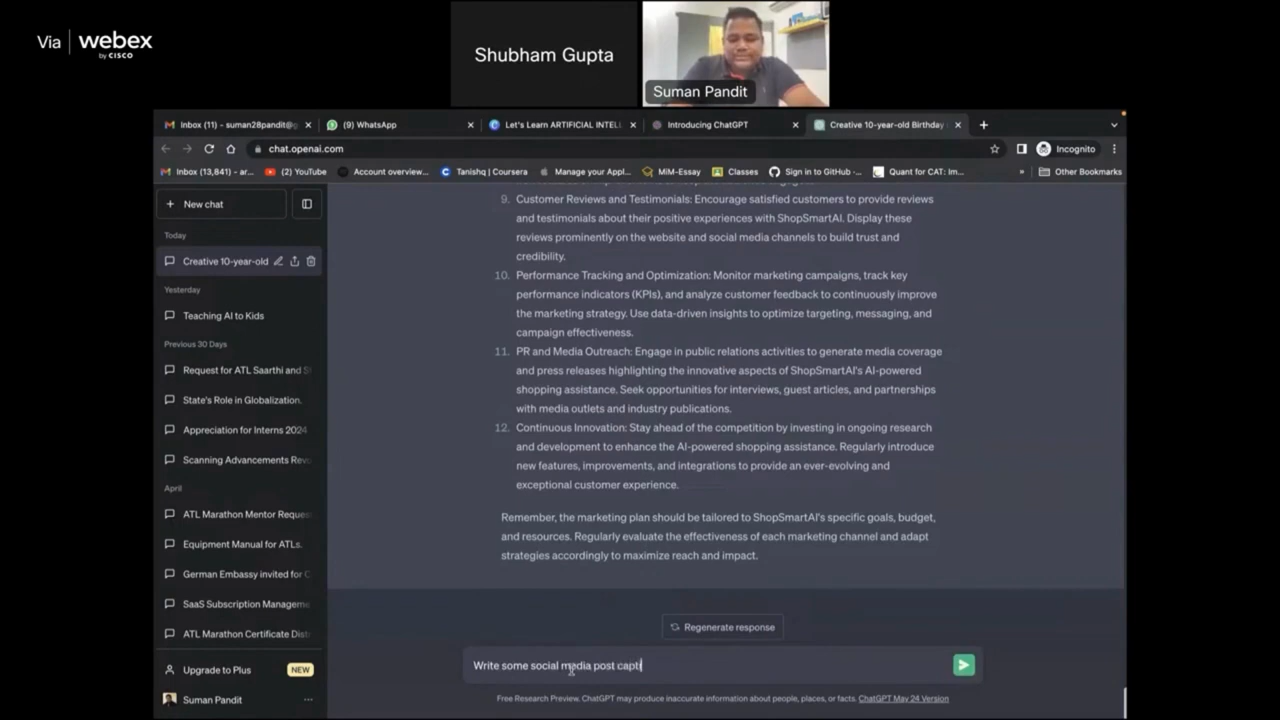 Via webex
by CISCO
Shubham Gupta
Suman Pandit
Inbox (11) - suman28pandit@g
(9) WhatsApp
Let's Learn ARTIFICIAL INTEL
Introducing ChatGPT
Creative 10-year-old Birthday
chat.openai.com
Incognito
Inbox (13,841) - ar...
(2) YouTube
Account overview...
Tanishq | Coursera
Manage your Appl...
MiM-Essay
Classes
Sign in to GitHub ·...
Quant for CAT: Im...
»
Other Bookmarks
+ New chat
Today
Creative 10-year-old
Yesterday
Teaching AI to Kids
Previous 30 Days
Request for ATL Saarthi and S
State's Role in Globalization.
Appreciation for Interns 2024
Scanning Advancements Rev
April
ATL Marathon Mentor Reques
Equipment Manual for ATLs.
German Embassy invited for C
SaaS Subscription Manageme
ATL Marathon Certificate Dist
Upgrade to Plus NEW
Suman Pandit ...
9. Customer Reviews and Testimonials: Encourage satisfied customers to provide reviews
and testimonials about their positive experiences with ShopSmartAI. Display these
reviews prominently on the website and social media channels to build trust and
credibility.
10. Performance Tracking and Optimization: Monitor marketing campaigns, track key
performance indicators (KPIs), and analyze customer feedback to continuously improve
the marketing strategy. Use data-driven insights to optimize targeting, messaging, and
campaign effectiveness.
11. PR and Media Outreach: Engage in public relations activities to generate media coverage
and press releases highlighting the innovative aspects of ShopSmartAI's AI-powered
shopping assistance. Seek opportunities for interviews, guest articles, and partnerships
with media outlets and industry publications.
12. Continuous Innovation: Stay ahead of the competition by investing in ongoing research
and development to enhance the AI-powered shopping assistance. Regularly introduce
new features, improvements, and integrations to provide an ever-evolving and
exceptional customer experience.
Remember, the marketing plan should be tailored to ShopSmartAI's specific goals, budget,
and resources. Regularly evaluate the effectiveness of each marketing channel and adapt
strategies accordingly to maximize reach and impact.
Regenerate response
Write some social media post capti
Free Research Preview. ChatGPT may produce inaccurate information about people, places, or facts. ChatGPT May 24 Version